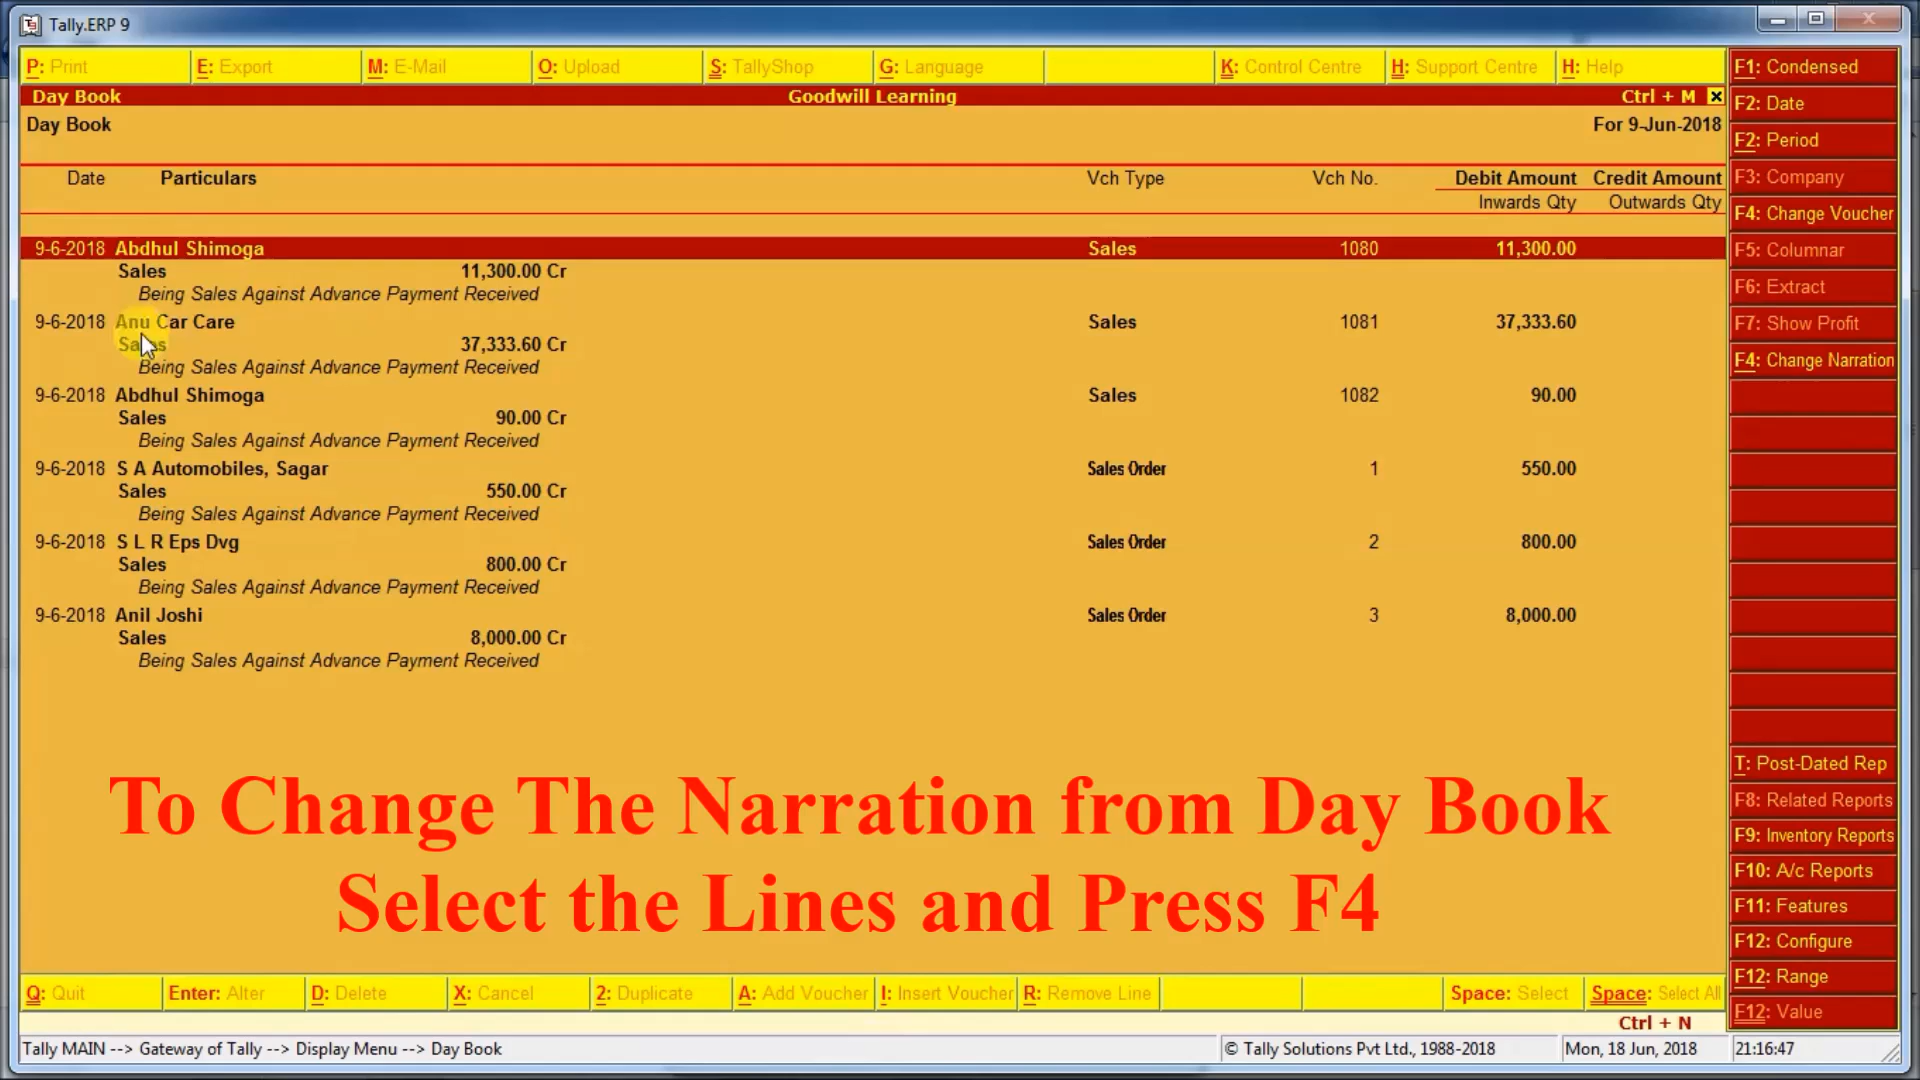 Tally.ERP 9
P: Print E: Export M: E-Mail O: Upload S: TallyShop G: Language K: Control Centre H: Support Centre H: Help
Day Book Goodwill Learning Ctrl + M
Day Book For 9-Jun-2018
Date Particulars Vch Type Vch No. Debit Amount Credit Amount
Inwards Qty Outwards Qty
9-6-2018 Abdhul Shimoga Sales 1080 11,300.00
Sales 11,300.00 Cr
Being Sales Against Advance Payment Received
9-6-2018 Anu Car Care Sales 1081 37,333.60
Sales 37,333.60 Cr
Being Sales Against Advance Payment Received
9-6-2018 Abdhul Shimoga Sales 1082 90.00
Sales 90.00 Cr
Being Sales Against Advance Payment Received
9-6-2018 S A Automobiles, Sagar Sales Order 1 550.00
Sales 550.00 Cr
Being Sales Against Advance Payment Received
9-6-2018 S L R Eps Dvg Sales Order 2 800.00
Sales 800.00 Cr
Being Sales Against Advance Payment Received
9-6-2018 Anil Joshi Sales Order 3 8,000.00
Sales 8,000.00 Cr
Being Sales Against Advance Payment Received
To Change The Narration from Day Book
Select the Lines and Press F4
F1: Condensed
F2: Date
F2: Period
F3: Company
F4: Change Voucher
F5: Columnar
F6: Extract
F7: Show Profit
F4: Change Narration
T: Post-Dated Rep
F8: Related Reports
F9: Inventory Reports
F10: A/c Reports
F11: Features
F12: Configure
F12: Range
F12: Value
Q: Quit Enter: Alter D: Delete X: Cancel 2: Duplicate A: Add Voucher I: Insert Voucher R: Remove Line Space: Select Space: Select All
Ctrl + N
Tally MAIN --> Gateway of Tally --> Display Menu --> Day Book © Tally Solutions Pvt Ltd., 1988-2018 Mon, 18 Jun, 2018 21:16:47